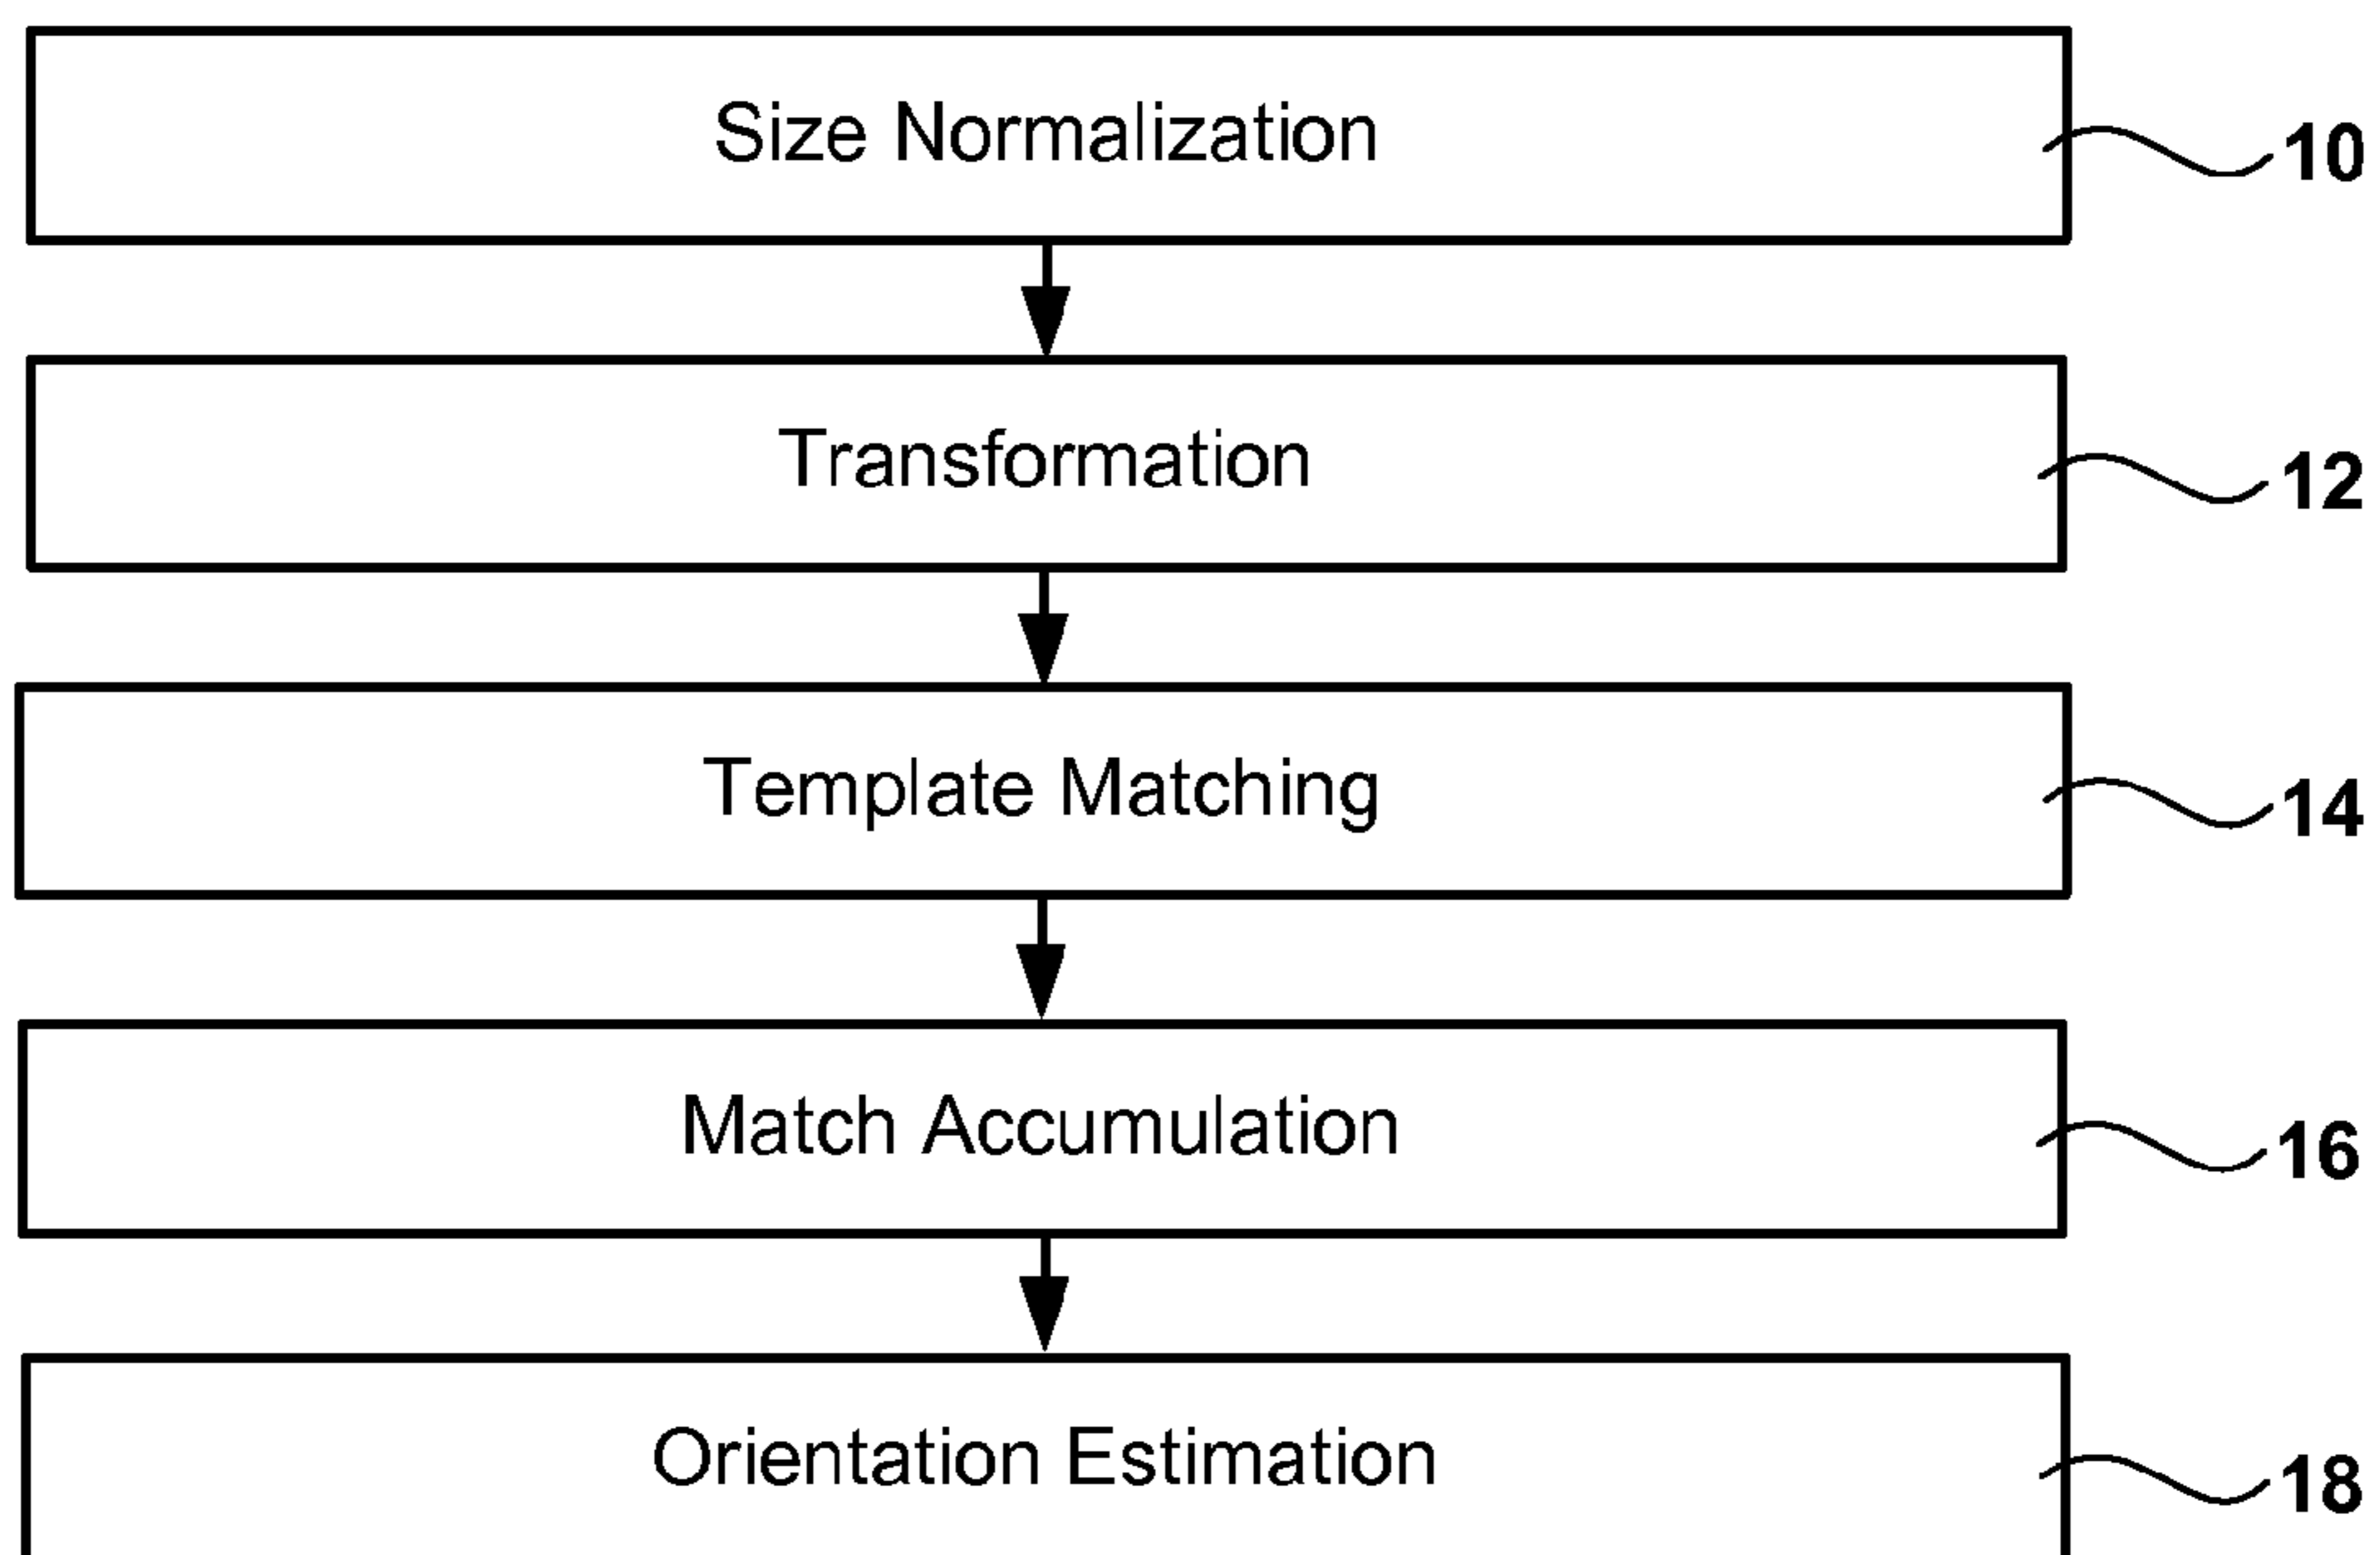 Size Normalization 10
Transformation 12
Template Matching 14
Match Accumulation 16
Orientation Estimation 18